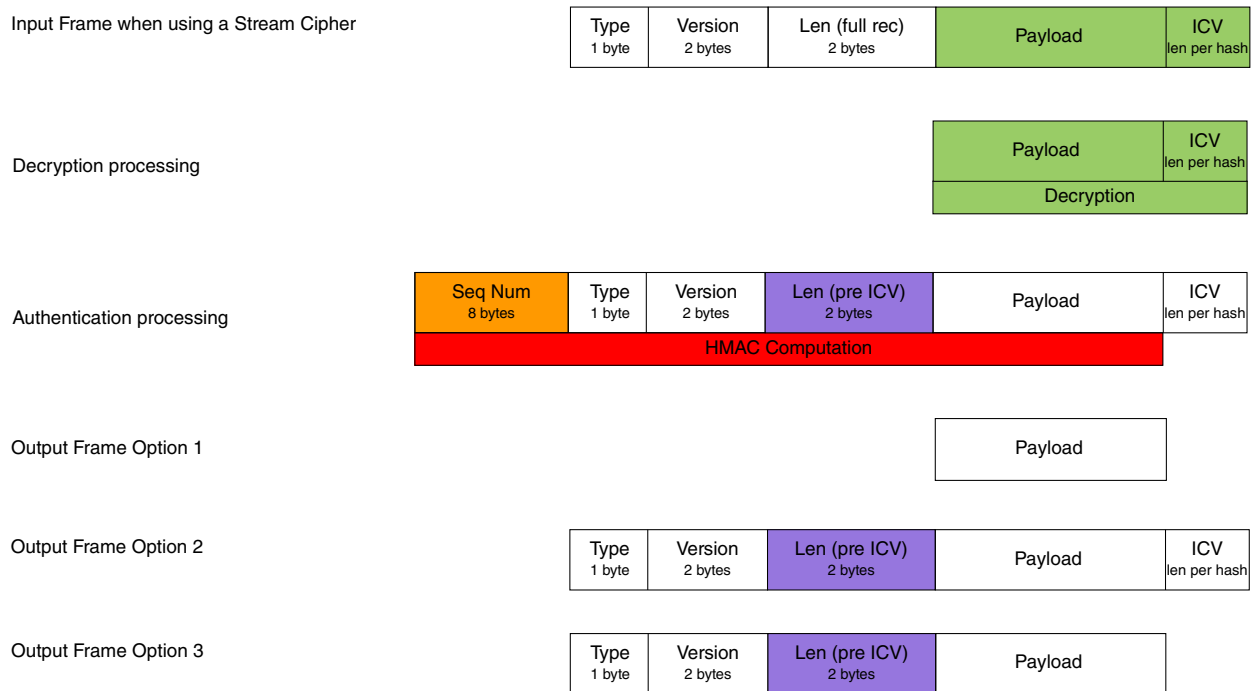 Input Frame when using a Stream Cipher
Type Version Len (full rec) Payload ICV
1 byte 2 bytes 2 bytes len per hash
Decryption processing
Payload ICV
len per hash
Decryption
Authentication processing
Seq Num Type Version Len (pre ICV) Payload ICV
8 bytes 1 byte 2 bytes 2 bytes len per hash
HMAC Computation
Output Frame Option 1
Payload
Output Frame Option 2
Type Version Len (pre ICV) Payload ICV
1 byte 2 bytes 2 bytes len per hash
Output Frame Option 3
Type Version Len (pre ICV) Payload
1 byte 2 bytes 2 bytes